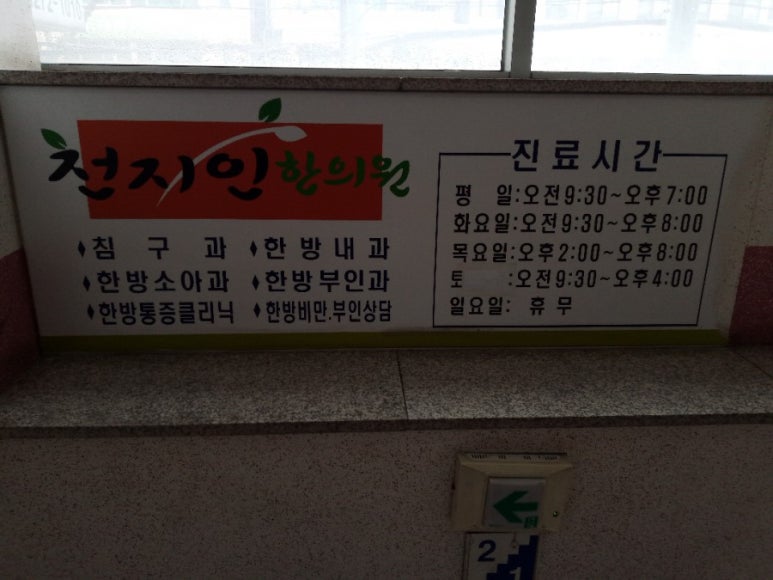 천지인 한의원
♦침 구 과 ♦한방내과
♦한방소아과 ♦한방부인과
♦한방통증클리닉 ♦한방비만.부인상담
진료시간
평 일:오전9:30~오후7:00
화요일:오전9:30~오후8:00
목요일:오후2:00~오후8:00
토 :오전9:30~오후4:00
일요일: 휴 무
2
1